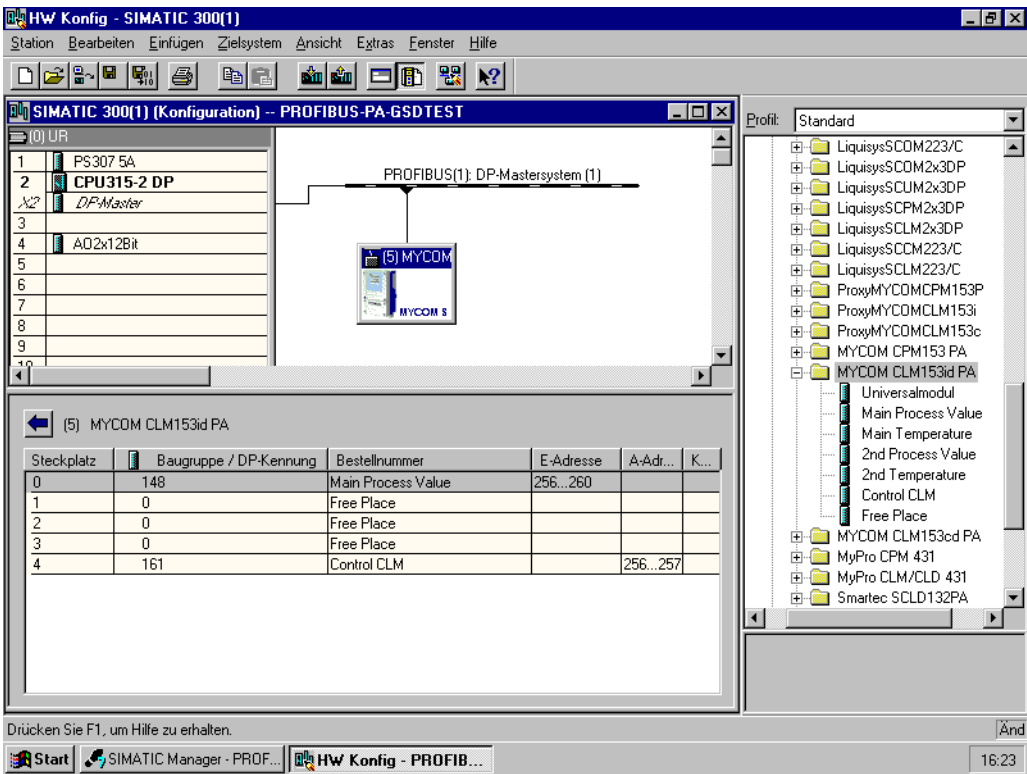 HW Konfig - SIMATIC 300(1)
Station Bearbeiten Einfügen Zielsystem Ansicht Extras Fenster Hilfe
SIMATIC 300(1) (Konfiguration) -- PROFIBUS-PA-GSDTEST
(0) UR
1 PS307 5A
2 CPU315-2 DP
X2 DP-Master
3
4 AO2x12Bit
5
6
7
8
9
10
PROFIBUS(1): DP-Mastersystem (1)
(5) MYCOM
MYCOM S
(5) MYCOM CLM153id PA
Steckplatz Baugruppe / DP-Kennung Bestellnummer E-Adresse A-Adr... K...
0 148 Main Process Value 256...260
1 0 Free Place
2 0 Free Place
3 0 Free Place
4 161 Control CLM 256...257
Profil: Standard
LiquisysSCOM223/C
LiquisysSCOM2x3DP
LiquisysSCUM2x3DP
LiquisysSCPM2x3DP
LiquisysSCLM2x3DP
LiquisysSCCM223/C
LiquisysSCLM223/C
ProxyMYCOMCPM153P
ProxyMYCOMCLM153i
ProxyMYCOMCLM153c
MYCOM CPM153 PA
MYCOM CLM153id PA
Universalmodul
Main Process Value
Main Temperature
2nd Process Value
2nd Temperature
Control CLM
Free Place
MYCOM CLM153cd PA
MyPro CPM 431
MyPro CLM/CLD 431
Smartec SCLD132PA
Drücken Sie F1, um Hilfe zu erhalten.
Änd
Start SIMATIC Manager - PROF... HW Konfig - PROFIB... 16:23